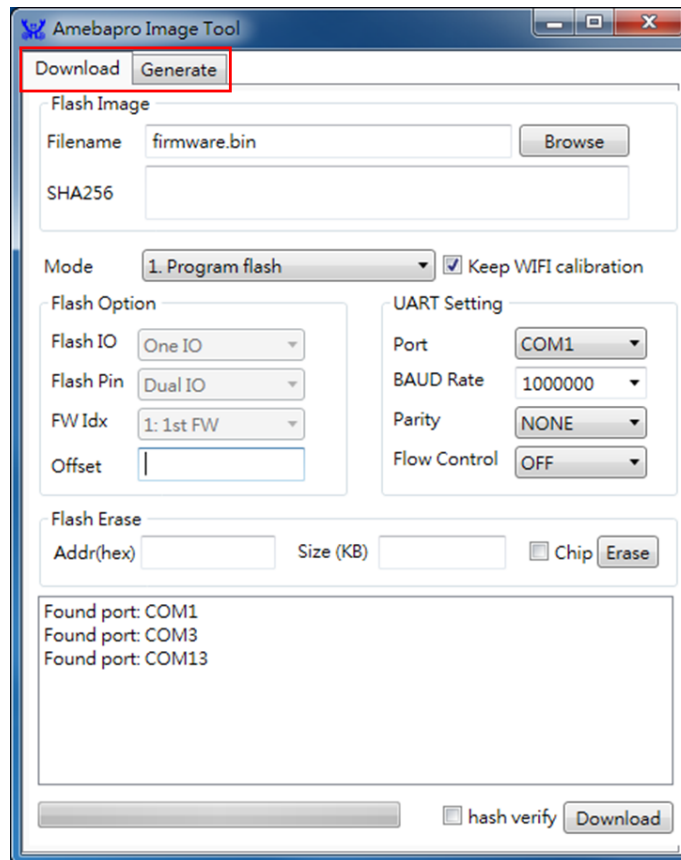 Amebapro Image Tool
Download Generate
Flash Image
Filename firmware.bin Browse
SHA256
Mode 1. Program flash Keep WIFI calibration
Flash Option UART Setting
Flash IO One IO Port COM1
Flash Pin Dual IO BAUD Rate 1000000
FW Idx 1: 1st FW Parity NONE
Offset Flow Control OFF
Flash Erase
Addr(hex) Size (KB) Chip Erase
Found port: COM1
Found port: COM3
Found port: COM13
hash verify Download